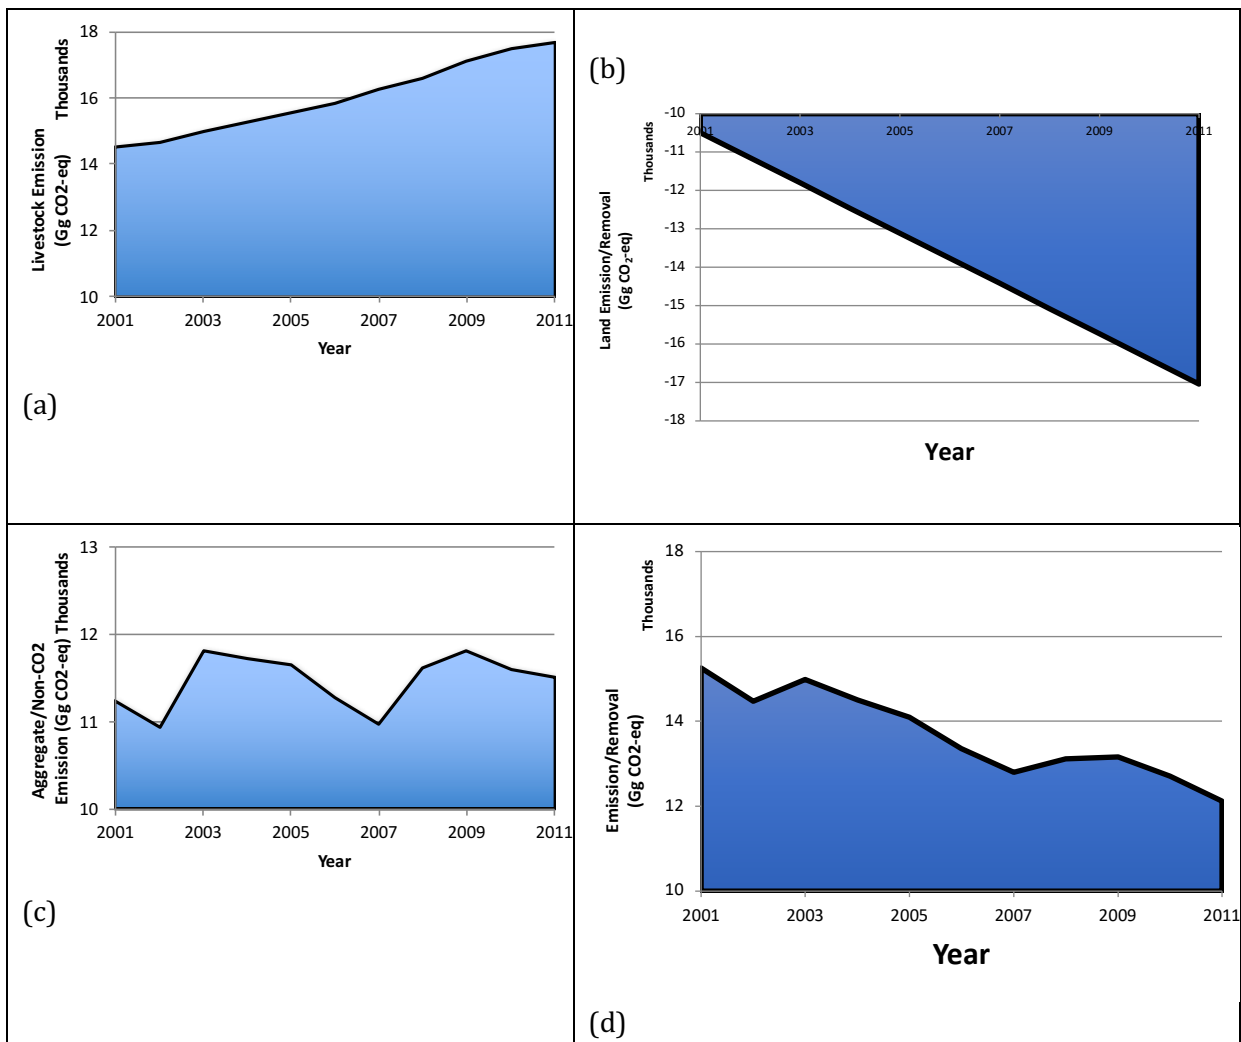 18
16
14
12
10
Thousands
Livestock Emission
(Gg CO2-eq)
2001 2003 2005 2007 2009 2011
Year
(a)
(b)
-10
-11
-12
-13
-14
-15
-16
-17
-18
Thousands
Land Emission/Removal
(Gg CO₂-eq)
2001 2003 2005 2007 2009 2011
Year
13
12
11
10
Aggregate/Non-CO2
Emission (Gg CO2-eq) Thousands
2001 2003 2005 2007 2009 2011
Year
(c)
18
16
14
12
10
Thousands
Emission/Removal
(Gg CO2-eq)
2001 2003 2005 2007 2009 2011
Year
(d)